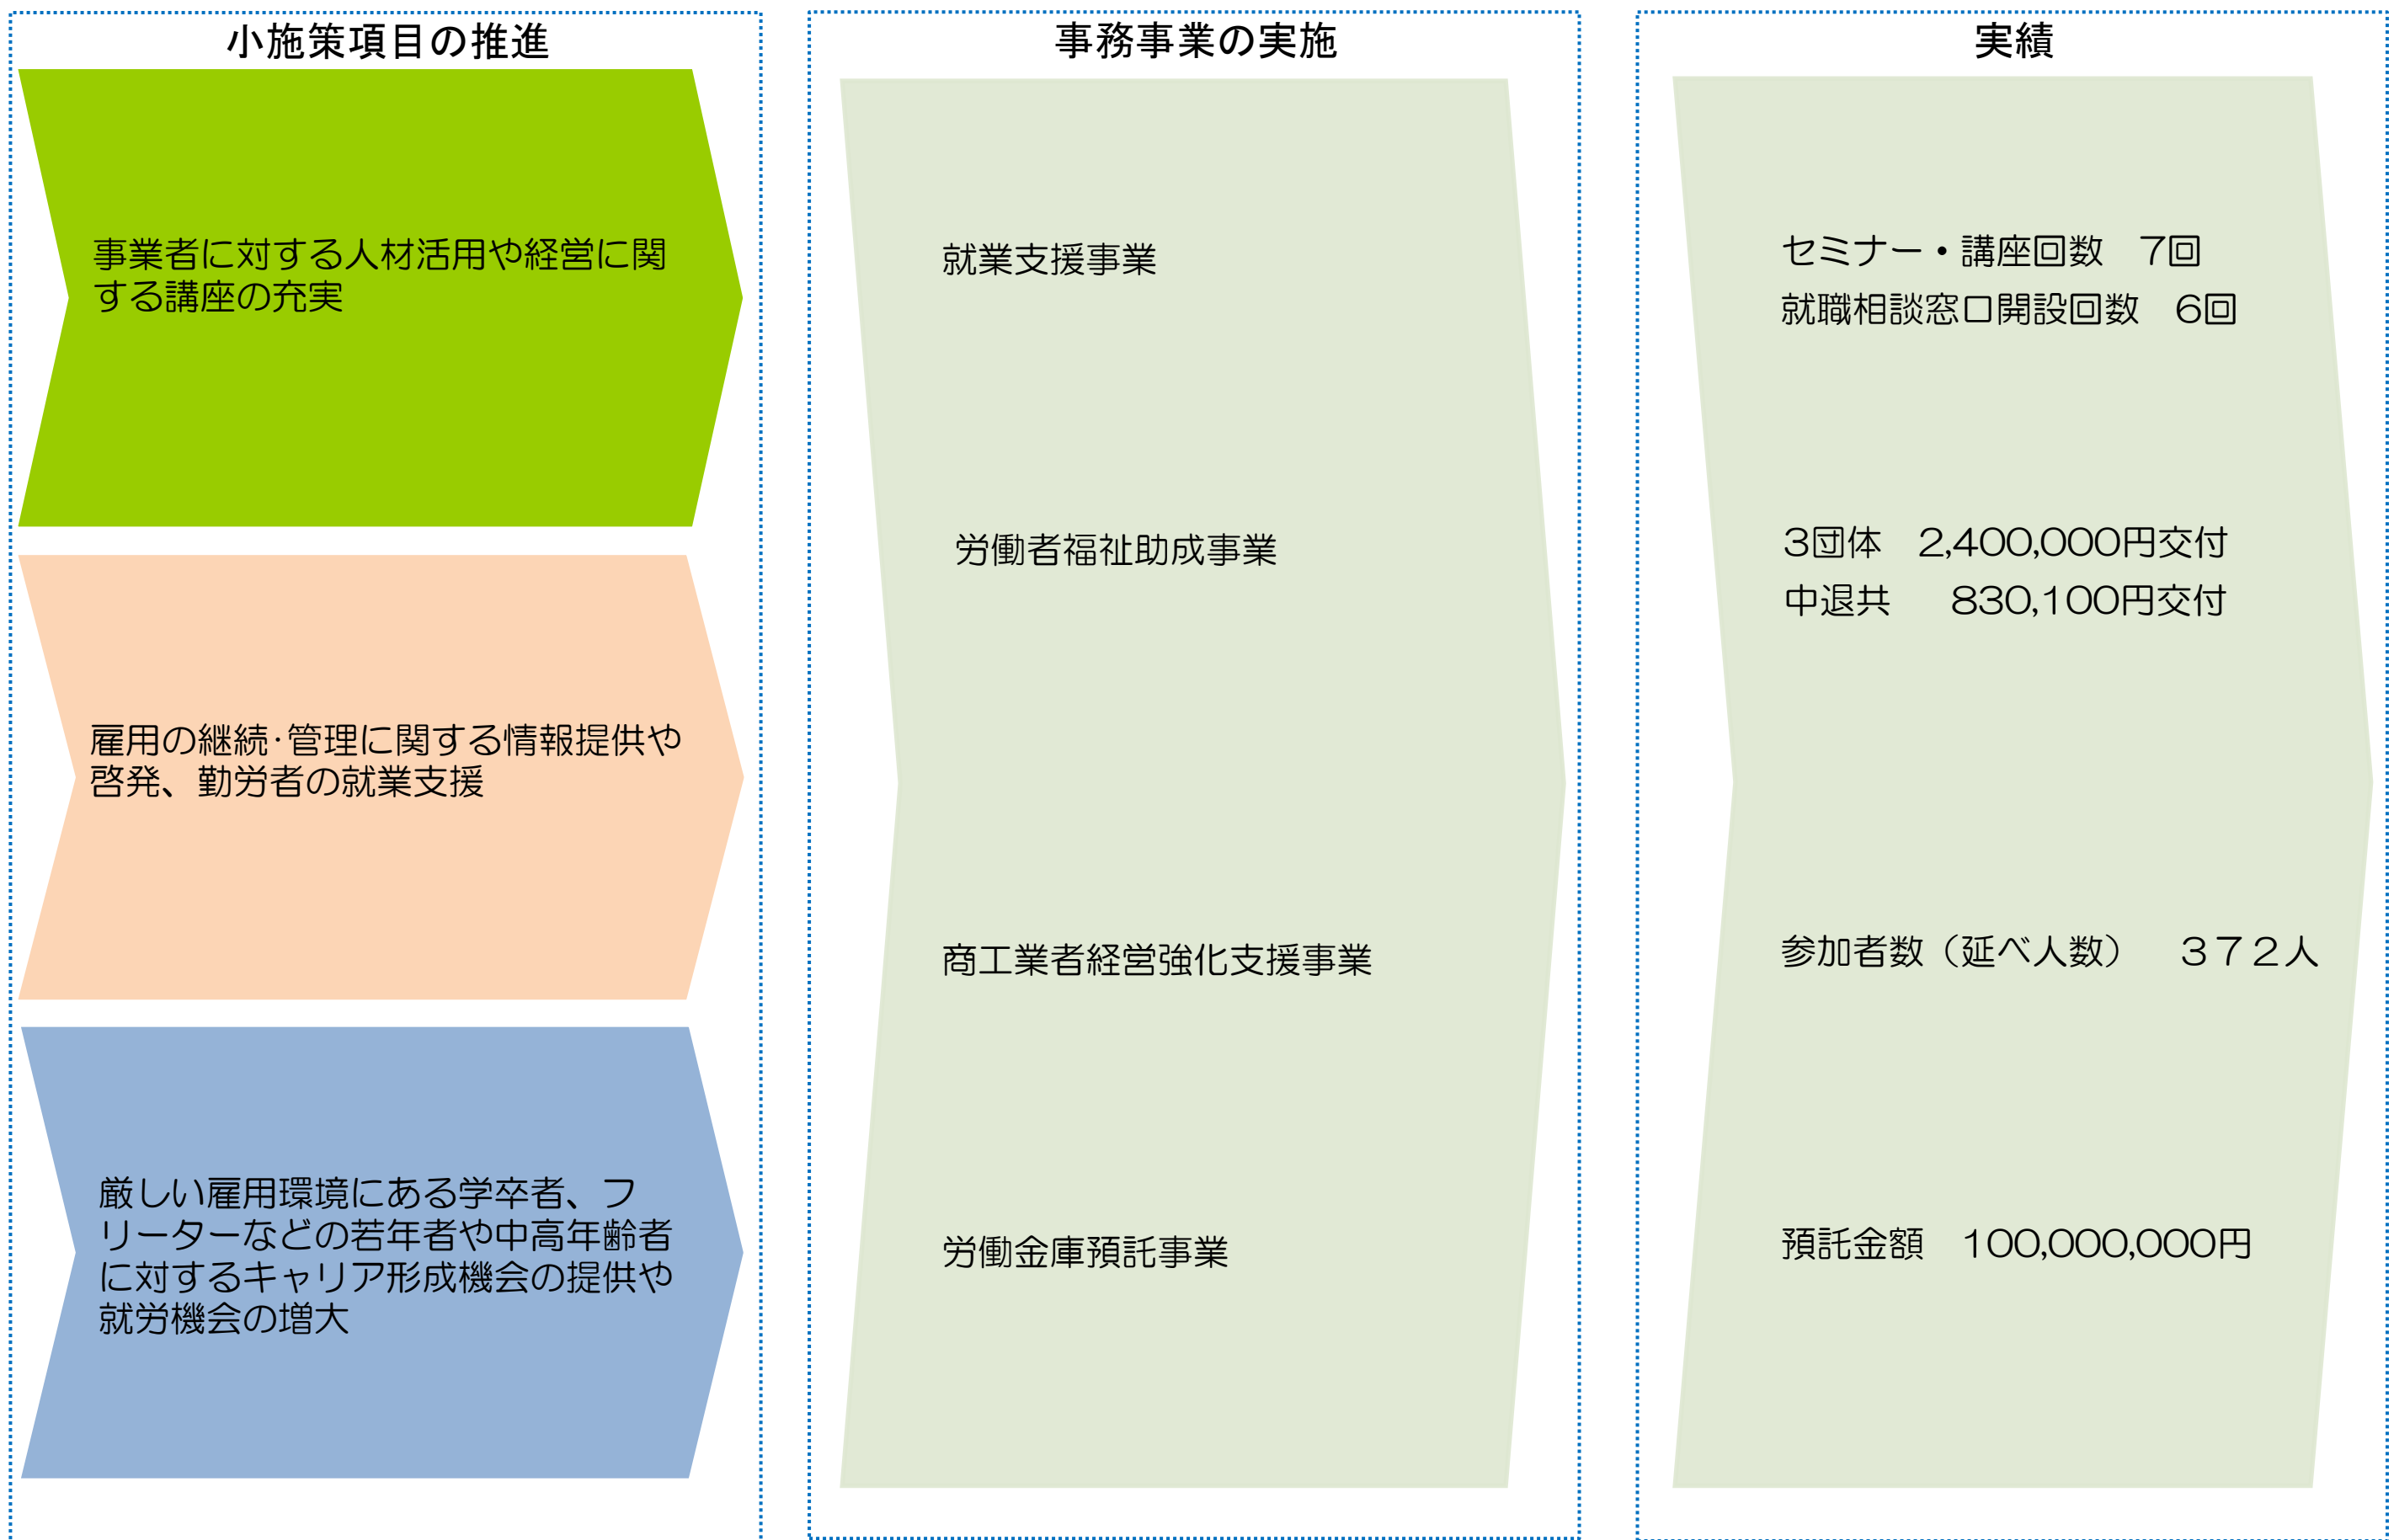 小施策項目の推進
事業者に対する人材活用や経営に関
する講座の充実
雇用の継続･管理に関する情報提供や
啓発、勤労者の就業支援
厳しい雇用環境にある学卒者、フ
リーターなどの若年者や中高年齢者
に対するキャリア形成機会の提供や
就労機会の増大
事務事業の実施
就業支援事業
労働者福祉助成事業
商工業者経営強化支援事業
労働金庫預託事業
実績
セミナー・講座回数　7回
就職相談窓口開設回数　6回
3団体　2,400,000円交付
中退共　 830,100円交付
参加者数（延べ人数）　３７２人
預託金額　100,000,000円